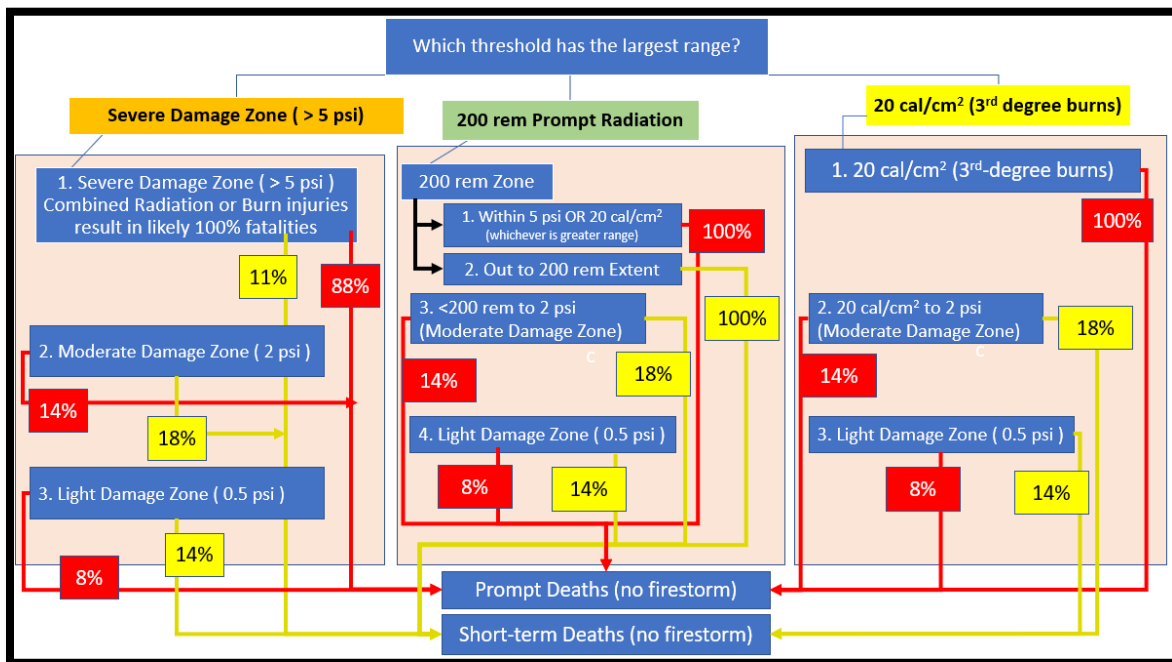 Which threshold has the largest range?
Severe Damage Zone ( > 5 psi)
200 rem Prompt Radiation
20 cal/cm² (3rd degree burns)
1. Severe Damage Zone ( > 5 psi )
Combined Radiation or Burn injuries
result in likely 100% fatalities
11%
88%
2. Moderate Damage Zone ( 2 psi )
14%
18%
3. Light Damage Zone ( 0.5 psi )
14%
8%
200 rem Zone
1. Within 5 psi OR 20 cal/cm²
(whichever is greater range)
100%
2. Out to 200 rem Extent
100%
3. <200 rem to 2 psi
(Moderate Damage Zone)
c
14%
18%
4. Light Damage Zone ( 0.5 psi )
8%
14%
1. 20 cal/cm² (3rd-degree burns)
100%
2. 20 cal/cm² to 2 psi
(Moderate Damage Zone)
c
18%
14%
3. Light Damage Zone ( 0.5 psi )
8%
14%
Prompt Deaths (no firestorm)
Short-term Deaths (no firestorm)